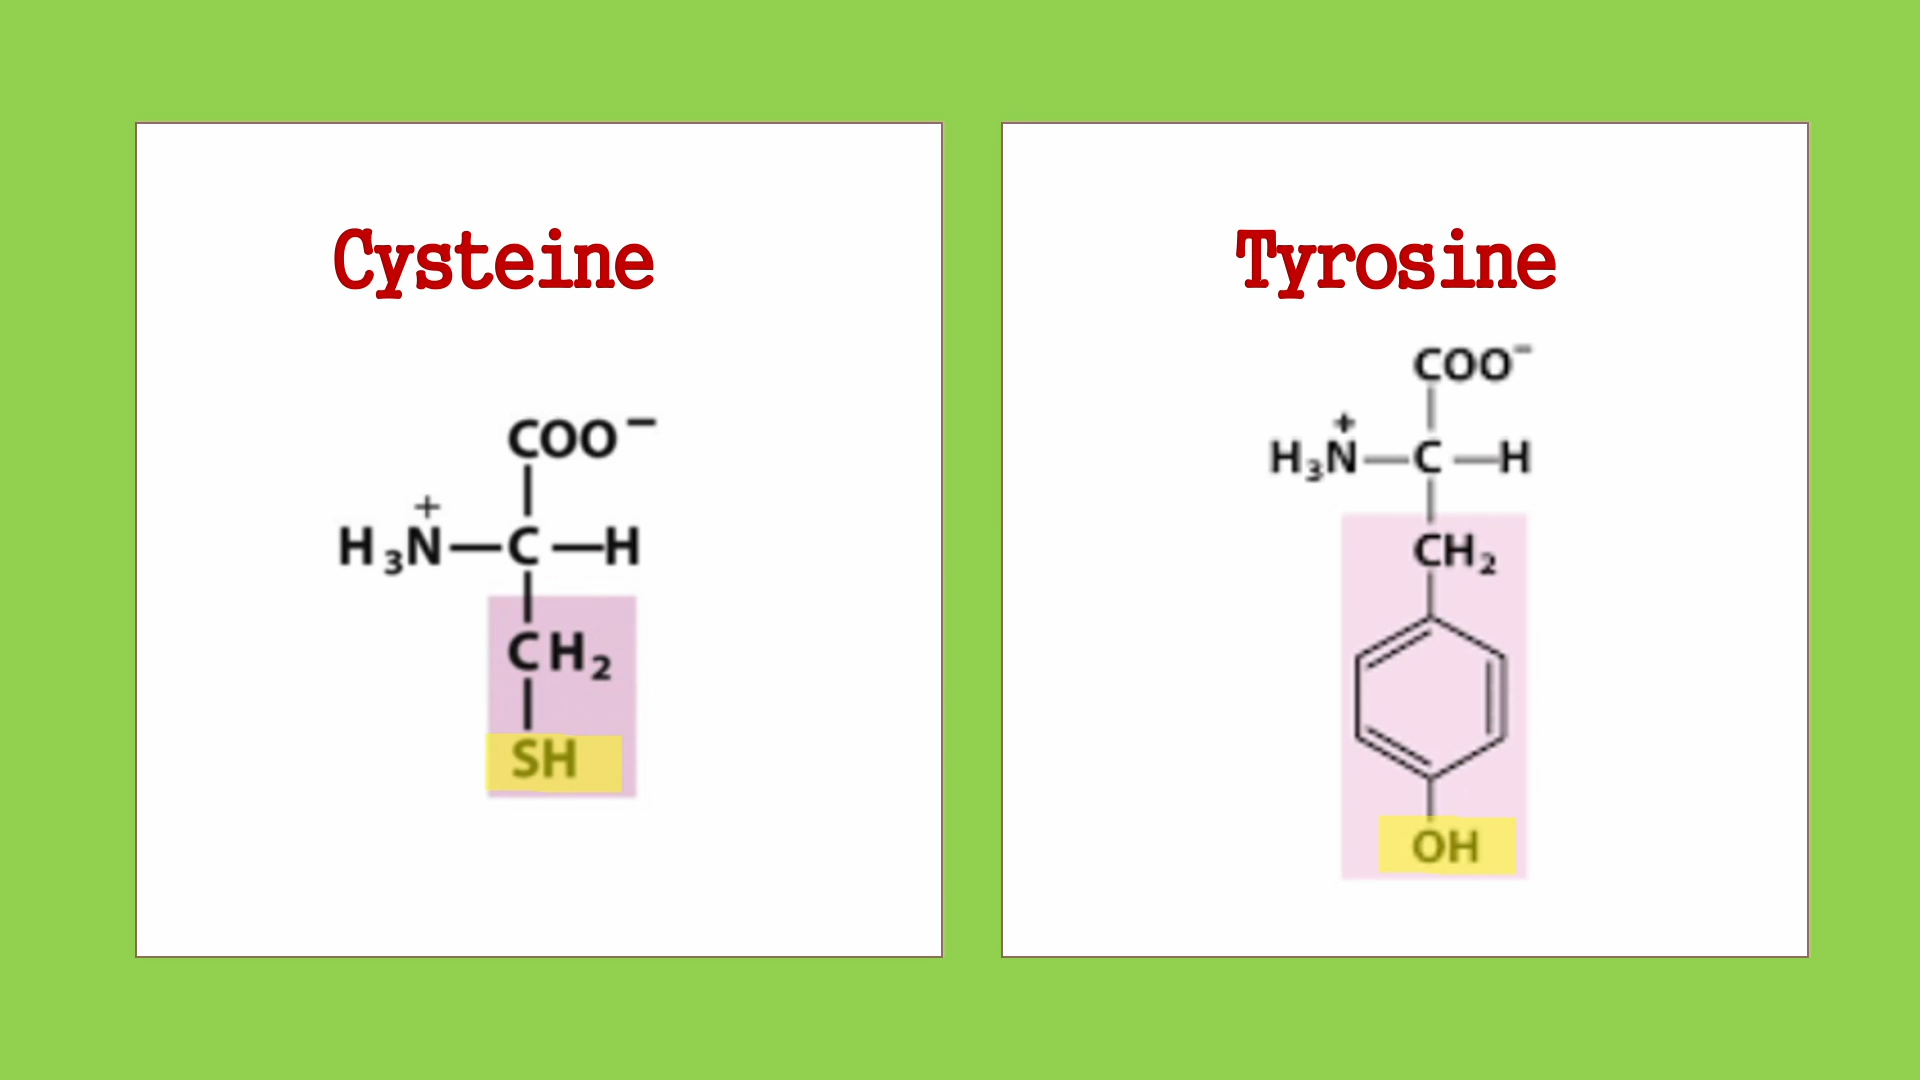 Cysteine
COO⁻
H₃N⁺—C—H
CH₂
SH
Tyrosine
COO⁻
H₃N⁺—C—H
CH₂
OH